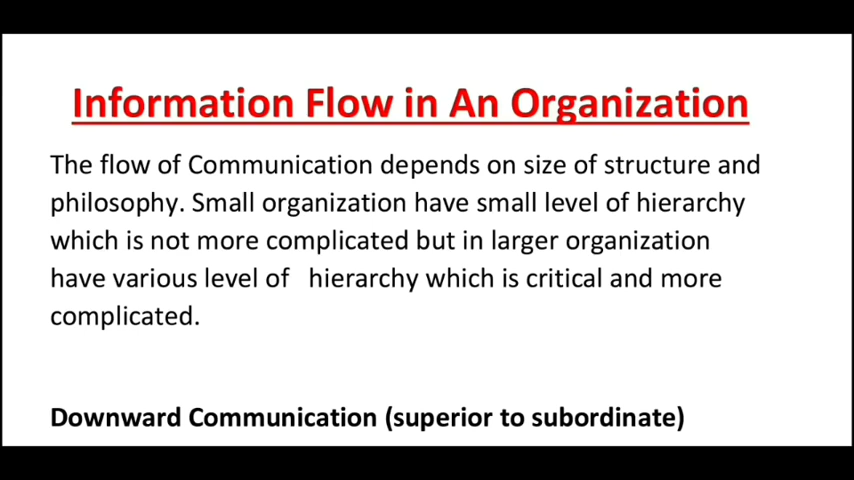 Information Flow in An Organization
The flow of Communication depends on size of structure and
philosophy. Small organization have small level of hierarchy
which is not more complicated but in larger organization
have various level of hierarchy which is critical and more
complicated.
Downward Communication (superior to subordinate)